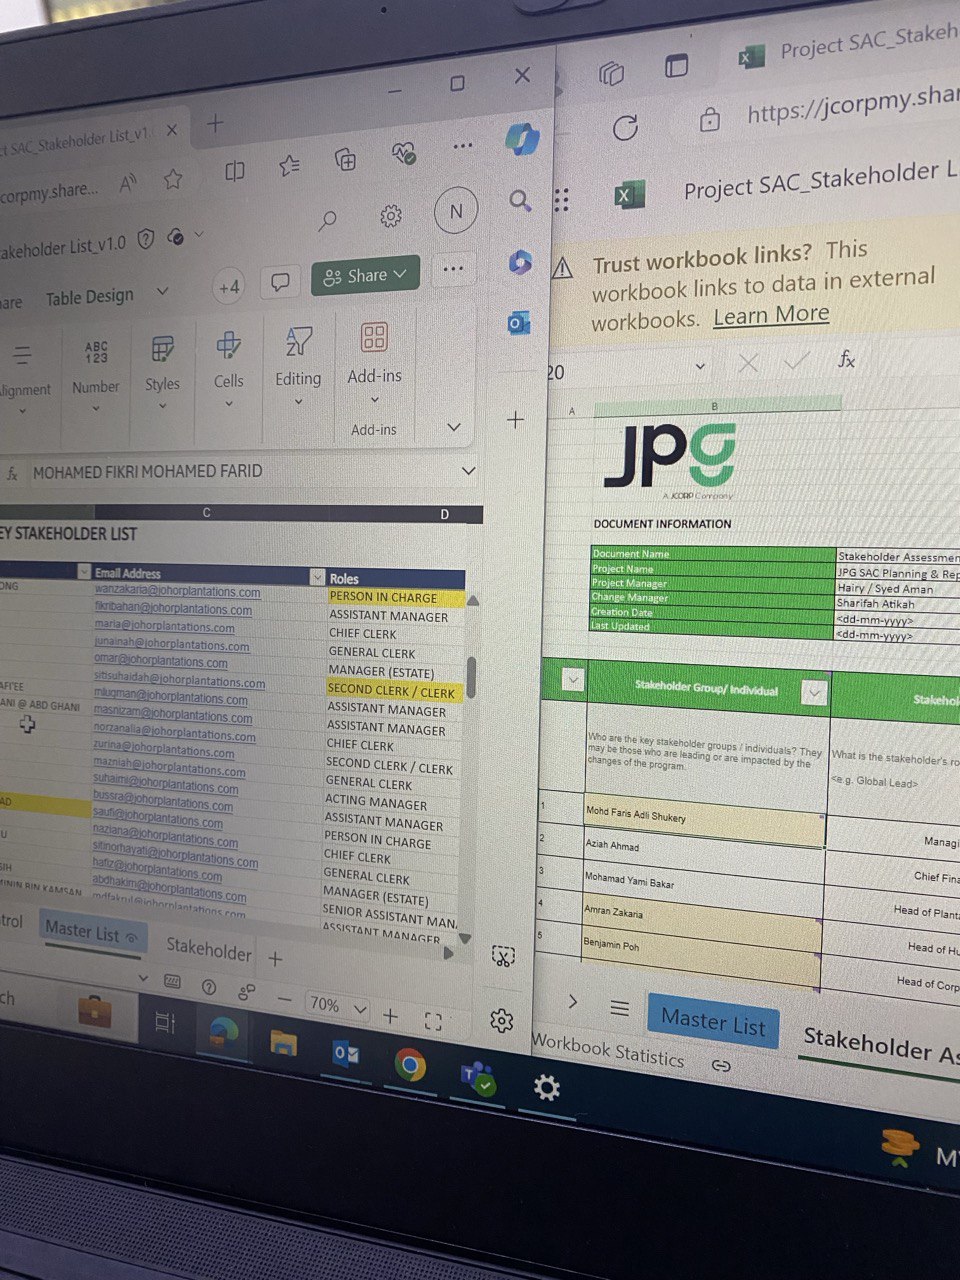 ct SAC_Stakeholder List_v1
corpmy.share...
akeholder List_v1.0
N
are
Table Design
+4
Share
lignment
ABC
123
Number
Styles
Cells
Editing
Add-ins
Add-ins
fx MOHAMED FIKRI MOHAMED FARID
C D
EY STAKEHOLDER LIST
Email Address Roles
ONG wanzakaria@johorplantations.com PERSON IN CHARGE
fikribahan@johorplantations.com ASSISTANT MANAGER
maria@johorplantations.com CHIEF CLERK
junainah@johorplantations.com GENERAL CLERK
omar@johorplantations.com MANAGER (ESTATE)
sitisuhaidah@johorplantations.com SECOND CLERK / CLERK
AFI'EE mluqman@johorplantations.com ASSISTANT MANAGER
ANI @ ABD GHANI masnizam@johorplantations.com ASSISTANT MANAGER
norzanalia@johorplantations.com CHIEF CLERK
zurina@johorplantations.com SECOND CLERK / CLERK
mazniah@johorplantations.com GENERAL CLERK
suhaimi@johorplantations.com ACTING MANAGER
AD bussra@johorplantations.com ASSISTANT MANAGER
saufi@johorplantations.com PERSON IN CHARGE
U naziana@johorplantations.com CHIEF CLERK
sitinorhayati@johorplantations.com GENERAL CLERK
SIH hafiz@johorplantations.com MANAGER (ESTATE)
MININ BIN KAMSAN abdhakim@johorplantations.com SENIOR ASSISTANT MAN
mdfakrul@johorplantations.com ASSISTANT MANAGER
trol
Master List
Stakeholder
70%
ch
Project SAC_Stakeh
https://jcorpmy.shar
Project SAC_Stakeholder L
Trust workbook links? This
workbook links to data in external
workbooks. Learn More
20
fx
A B
JPG
A JCORP Company
DOCUMENT INFORMATION
Document Name Stakeholder Assessmen
Project Name JPG SAC Planning & Rep
Project Manager Hairy / Syed Aman
Change Manager Sharifah Atikah
Creation Date <dd-mm-yyyy>
Last Updated <dd-mm-yyyy>
Stakeholder Group/ Individual Stakehol
Who are the key stakeholder groups / individuals? They
may be those who are leading or are impacted by the
changes of the program.
What is the stakeholder's ro
<e.g. Global Lead>
1 Mohd Faris Adli Shukery Managi
2 Aziah Ahmad Chief Fina
3 Mohamad Yami Bakar Head of Plant
4 Amran Zakaria Head of Hu
5 Benjamin Poh Head of Corp
Master List
Stakeholder As
Workbook Statistics
M